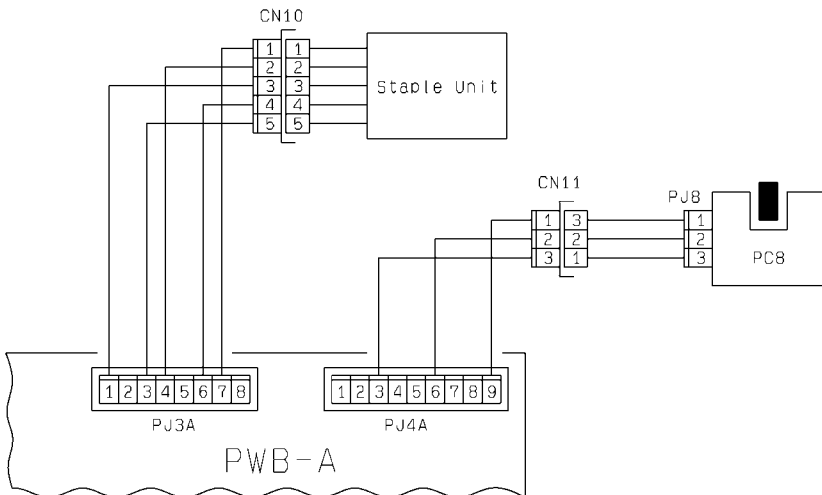 CN10
1 1
2 2
3 3
4 4
5 5
Staple Unit
CN11
PJ8
1 3 1
2 2 2
3 1 3
PC8
1 2 3 4 5 6 7 8
1 2 3 4 5 6 7 8 9
PJ3A
PJ4A
PWB-A